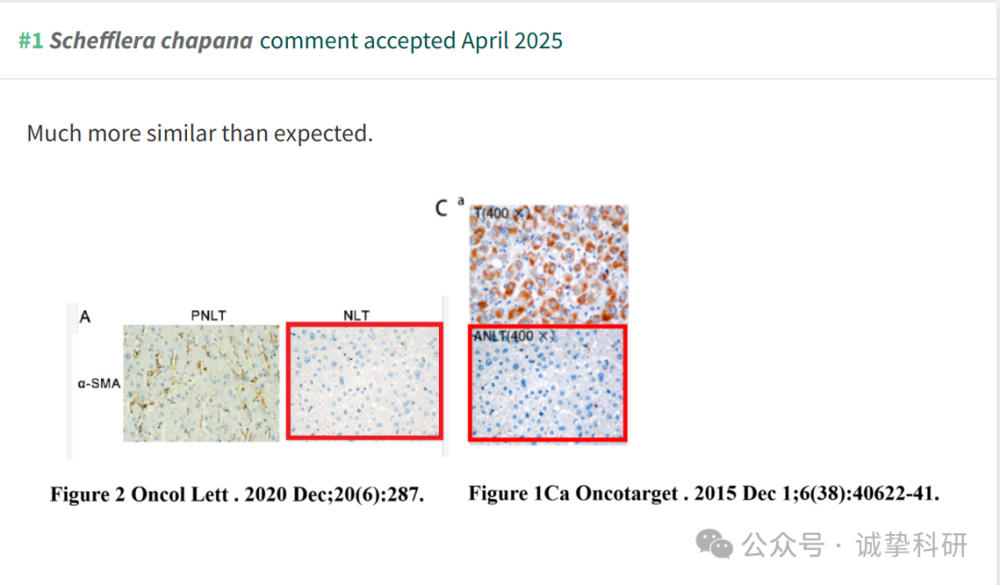 #1 Schefflera chapana comment accepted April 2025
Much more similar than expected.
C a
T(400 ×)
A
PNLT
NLT
ANLT(400 ×)
α-SMA
Figure 2 Oncol Lett . 2020 Dec;20(6):287.
Figure 1Ca Oncotarget . 2015 Dec 1;6(38):40622-41.
公众号 · 诚挚科研